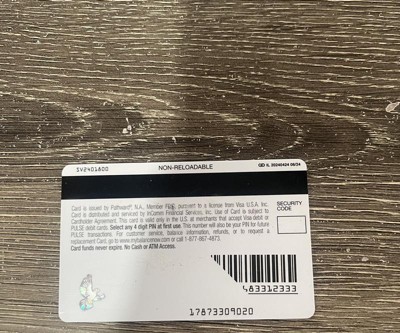 SV2401800 NON-RELOADABLE QD IL 20240424 06/24
Card is issued by Pathward®, N.A., Member FDIC, pursuant to a license from Visa U.S.A. Inc.
Card is distributed and serviced by InComm Financial Services, Inc. Use of Card is subject to
Cardholder Agreement. This card is valid only in the U.S. at merchants that accept Visa debit or
PULSE debit cards. Select any 4 digit PIN at first use. This number will also be your PIN for future
PULSE transactions. For customer service, balance information, refunds, or to request a
replacement Card, go to www.mybalancenow.com or call 1-877-867-4873.
Card funds never expire. No Cash or ATM Access.
SECURITY
CODE
483312333
17873309020